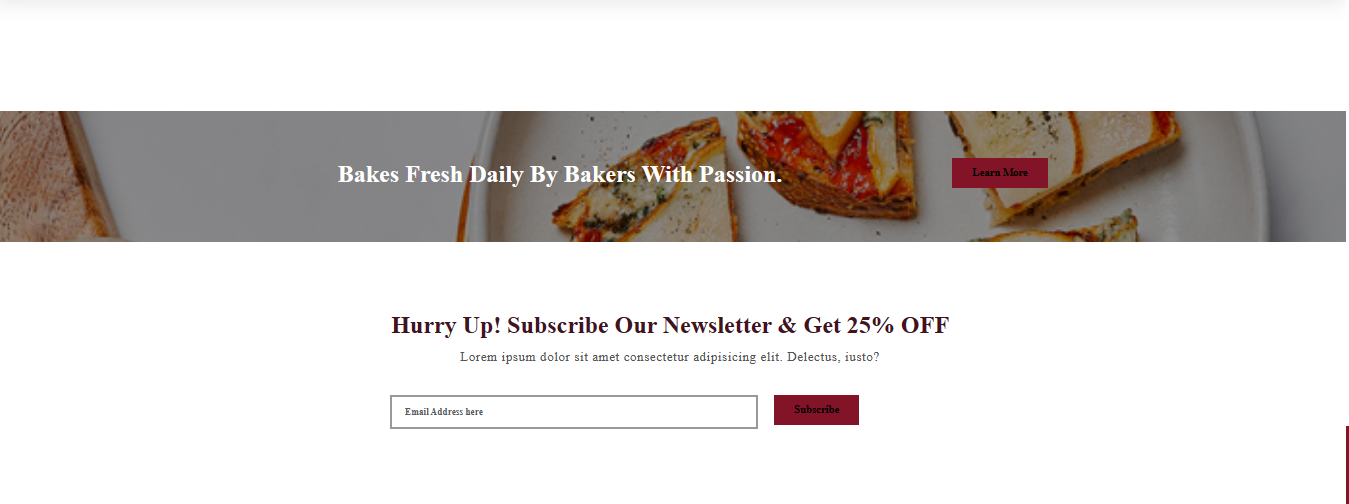 Bakes Fresh Daily By Bakers With Passion.
Learn More
Hurry Up! Subscribe Our Newsletter & Get 25% OFF
Lorem ipsum dolor sit amet consectetur adipisicing elit. Delectus, iusto?
Email Address here
Subscribe